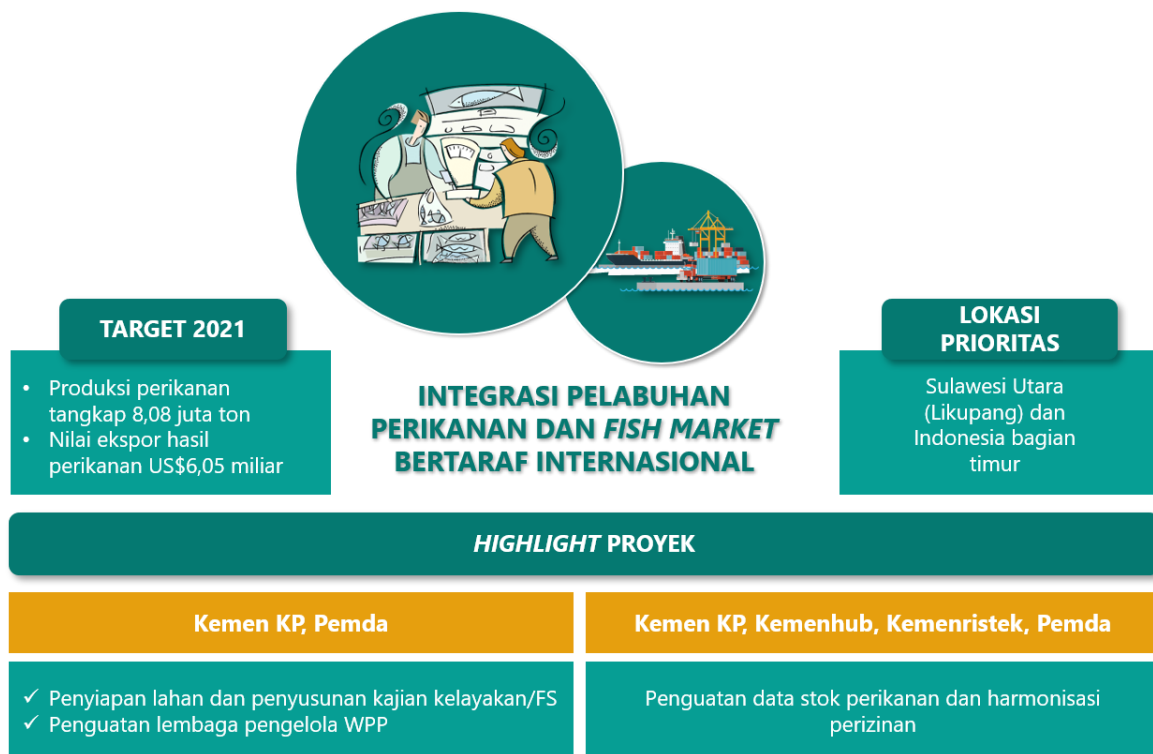 TARGET 2021
• Produksi perikanan
tangkap 8,08 juta ton
• Nilai ekspor hasil
perikanan US$6,05 miliar
INTEGRASI PELABUHAN
PERIKANAN DAN FISH MARKET
BERTARAF INTERNASIONAL
LOKASI
PRIORITAS
Sulawesi Utara
(Likupang) dan
Indonesia bagian
timur
HIGHLIGHT PROYEK
Kemen KP, Pemda
✓ Penyiapan lahan dan penyusunan kajian kelayakan/FS
✓ Penguatan lembaga pengelola WPP
Kemen KP, Kemenhub, Kemenristek, Pemda
Penguatan data stok perikanan dan harmonisasi
perizinan